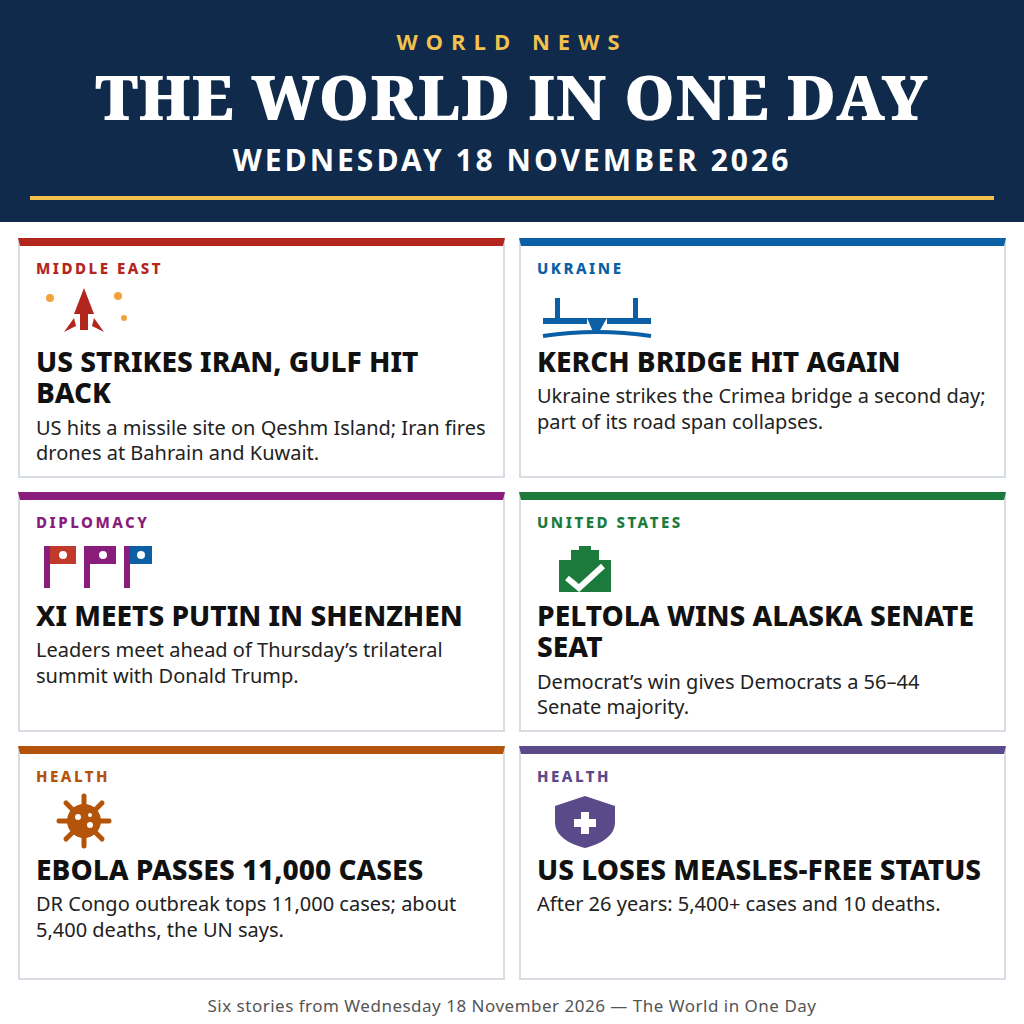 WORLD NEWS
THE WORLD IN ONE DAY
WEDNESDAY 18 NOVEMBER 2026
MIDDLE EAST
US STRIKES IRAN, GULF HIT
BACK
US hits a missile site on Qeshm Island; Iran fires
drones at Bahrain and Kuwait.
UKRAINE
KERCH BRIDGE HIT AGAIN
Ukraine strikes the Crimea bridge a second day;
part of its road span collapses.
DIPLOMACY
XI MEETS PUTIN IN SHENZHEN
Leaders meet ahead of Thursday’s trilateral
summit with Donald Trump.
UNITED STATES
PELTOLA WINS ALASKA SENATE
SEAT
Democrat’s win gives Democrats a 56–44
Senate majority.
HEALTH
EBOLA PASSES 11,000 CASES
DR Congo outbreak tops 11,000 cases; about
5,400 deaths, the UN says.
HEALTH
US LOSES MEASLES-FREE STATUS
After 26 years: 5,400+ cases and 10 deaths.
Six stories from Wednesday 18 November 2026 — The World in One Day